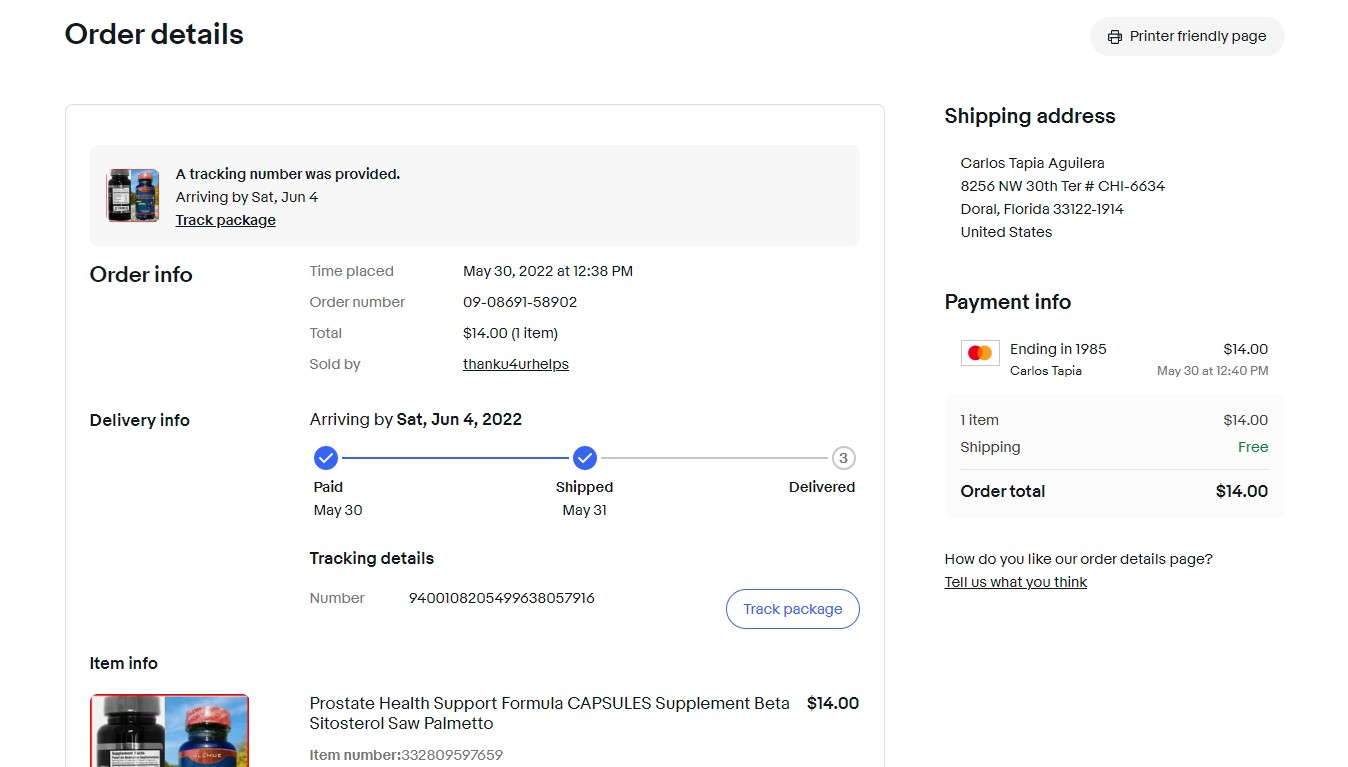 Order details
Printer friendly page
A tracking number was provided.
Arriving by Sat, Jun 4
Track package
Order info
Time placed May 30, 2022 at 12:38 PM
Order number 09-08691-58902
Total $14.00 (1 item)
Sold by thanku4urhelps
Delivery info
Arriving by Sat, Jun 4, 2022
3
Paid Shipped Delivered
May 30 May 31
Tracking details
Number 9400108205499638057916
Track package
Item info
Prostate Health Support Formula CAPSULES Supplement Beta $14.00
Sitosterol Saw Palmetto
Item number:332809597659
Shipping address
Carlos Tapia Aguilera
8256 NW 30th Ter # CHI-6634
Doral, Florida 33122-1914
United States
Payment info
Ending in 1985 $14.00
Carlos Tapia May 30 at 12:40 PM
1 item $14.00
Shipping Free
Order total $14.00
How do you like our order details page?
Tell us what you think